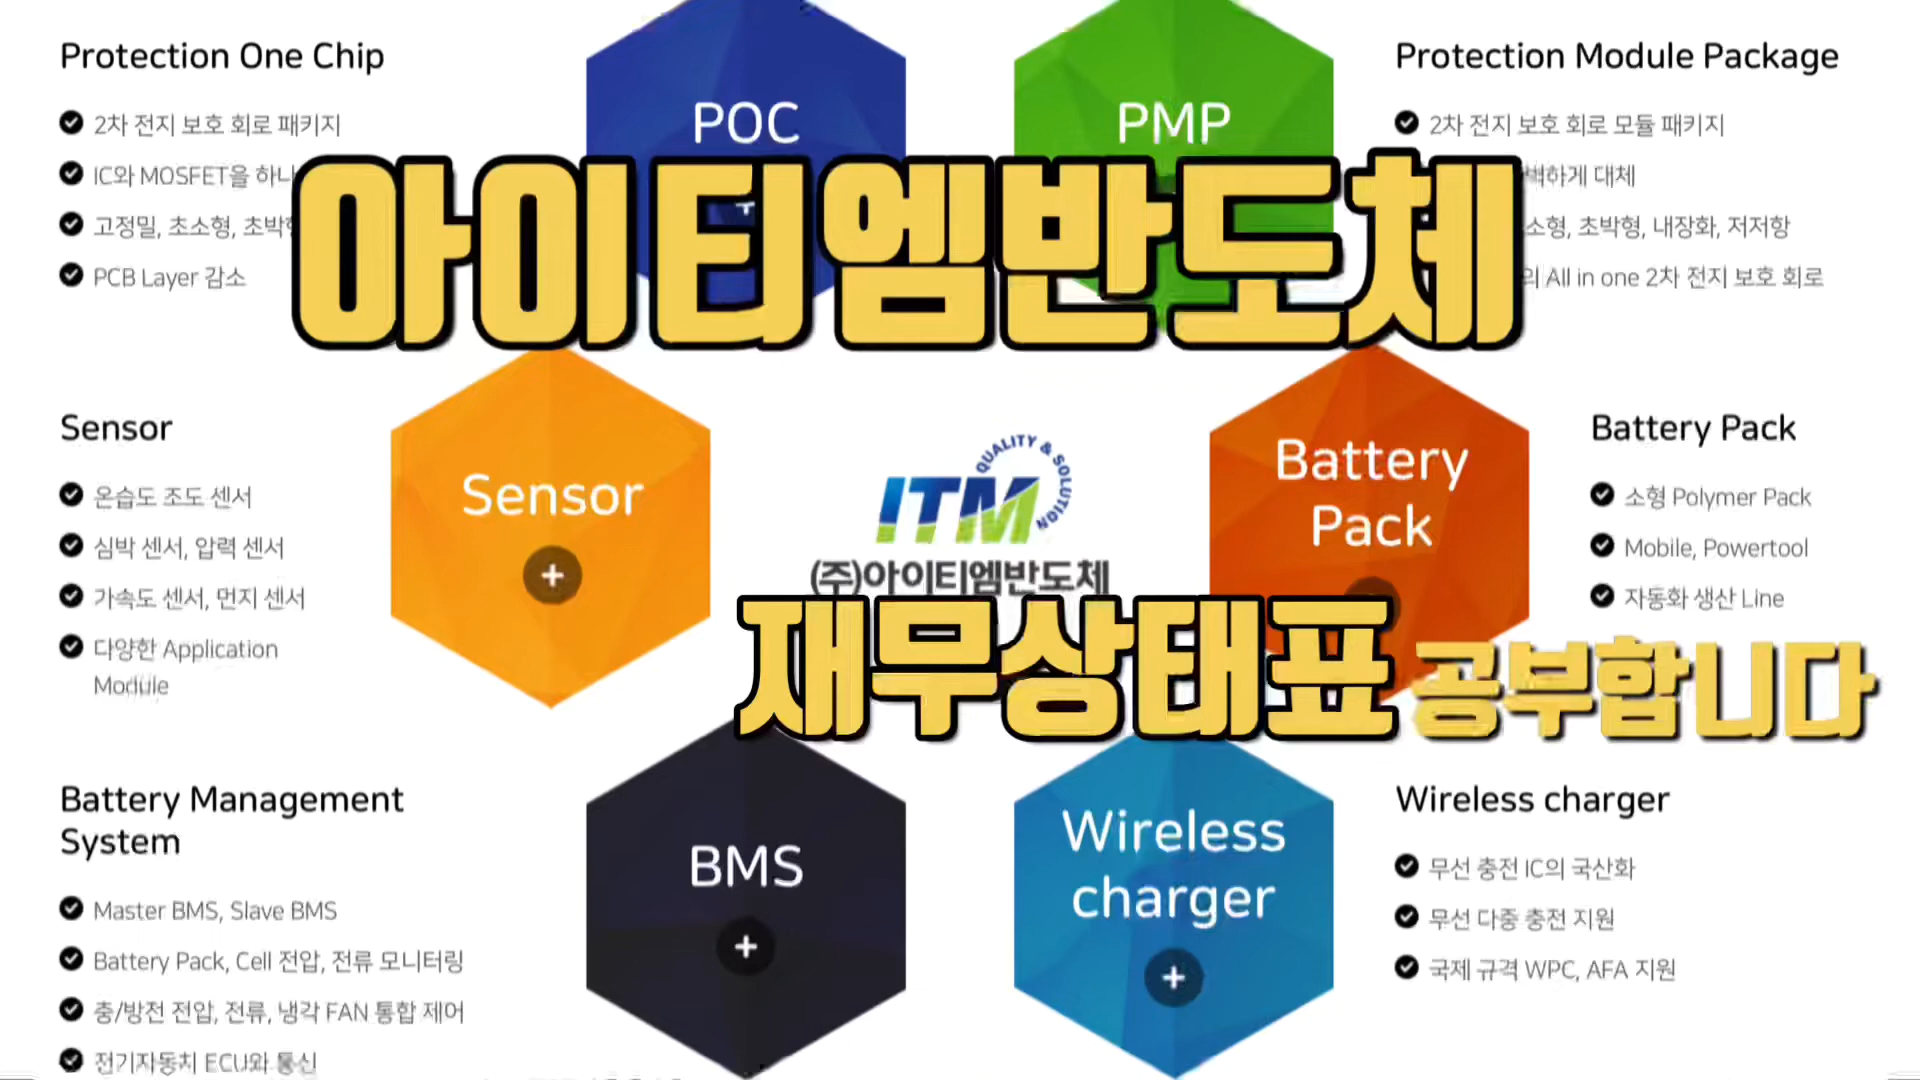 Protection One Chip
2차 전지 보호 회로 패키지
IC와 MOSFET을 하나
고정밀, 초소형,
PCB Layer 감소
POC
PMP
Protection Module Package
2차 전지 보호 회로 모듈 패키지
대체
초박형, 내장화, 저저항
All in one 2차 전지 보호 회로
아이티엠반도체
Sensor
온습도 조도 센서
심박 센서, 압력 센서
가속도 센서, 먼지 센서
다양한 Application
Module
Sensor
QUALITY & SOLUTION
ITM
(주)아이티엠반도체
Battery
Pack
Battery Pack
소형 Polymer Pack
Mobile, Powertool
자동화 생산 Line
재무상태표 공부합니다
Battery Management
System
Master BMS, Slave BMS
Battery Pack, Cell 전압, 전류 모니터링
충/방전 전압, 전류, 냉각 FAN 통합 제어
전기자동차 ECU와 통신
BMS
Wireless
charger
Wireless charger
무선 충전 IC의 국산화
무선 다중 충전 지원
국제 규격 WPC, AFA 지원